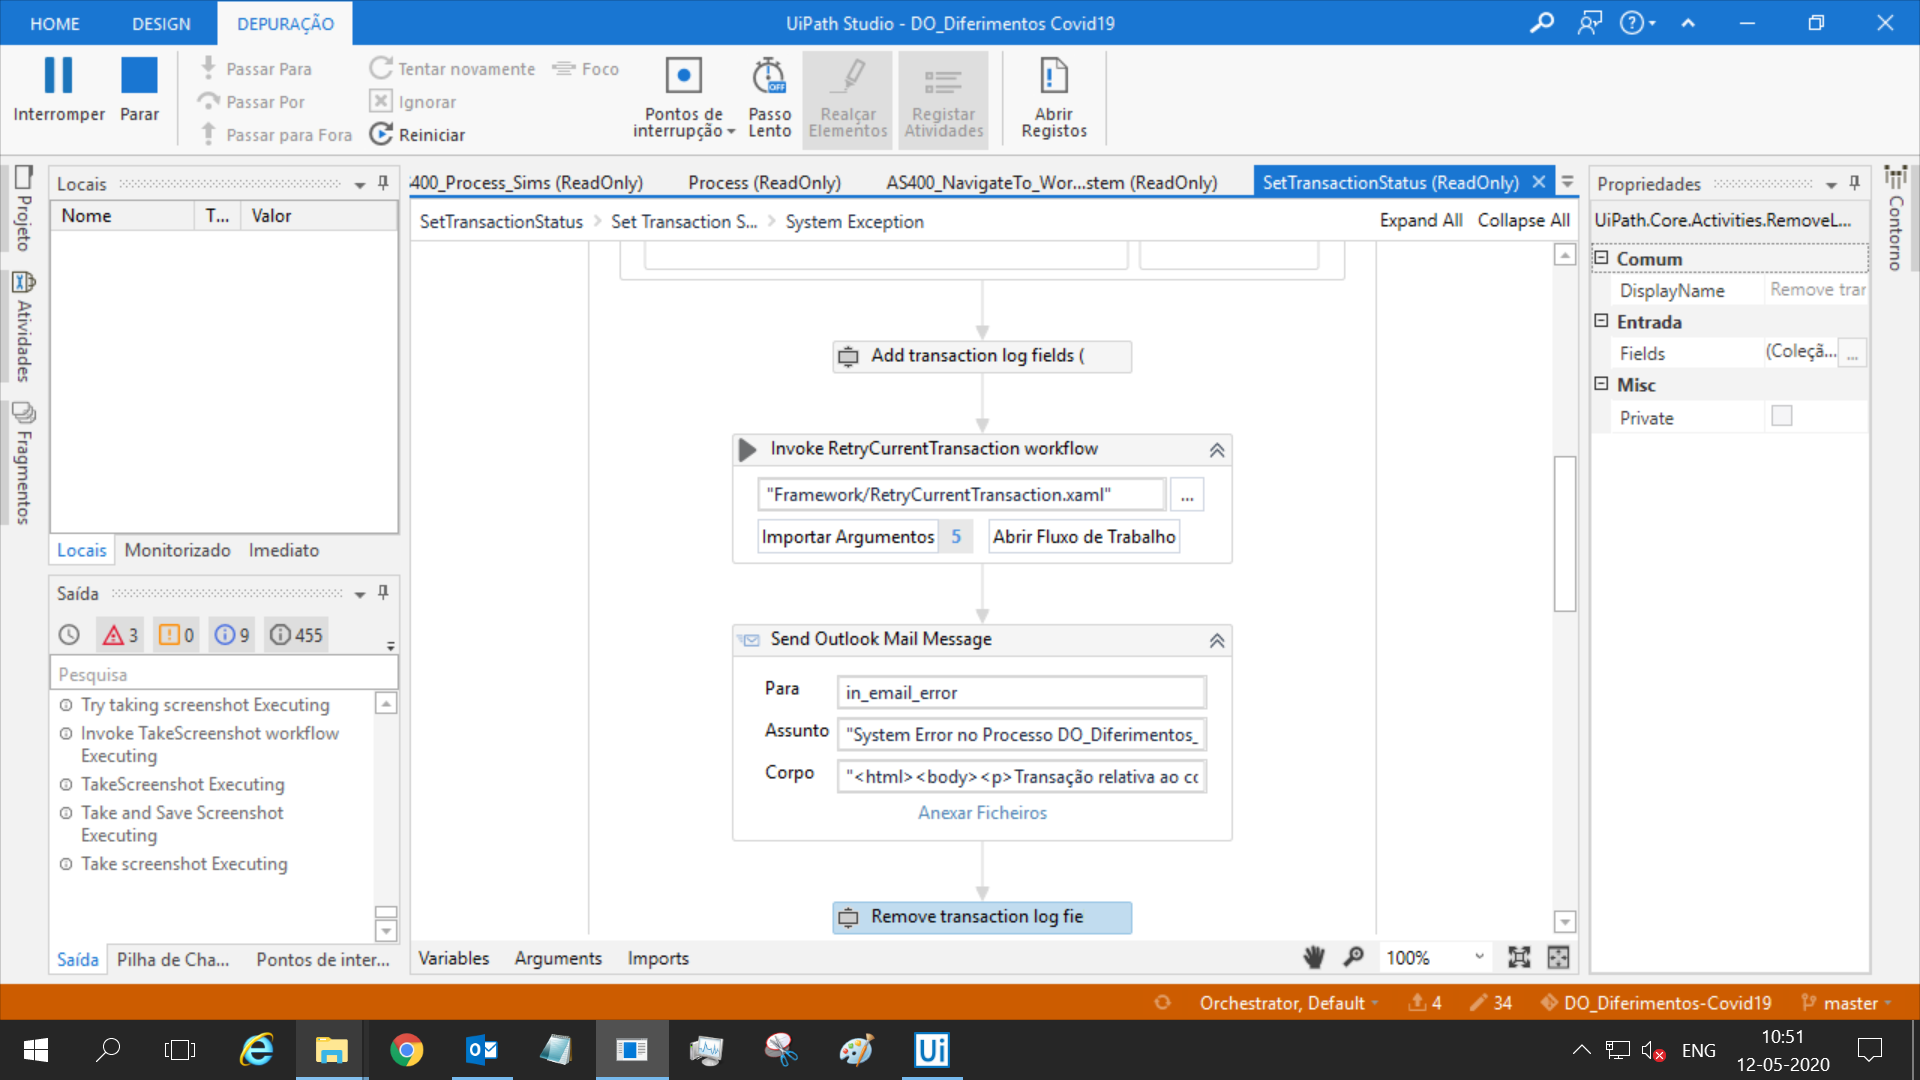 HOME DESIGN DEPURAÇÃO UiPath Studio - DO_Diferimentos Covid19
Interromper
Parar
Passar Para
Passar Por
Passar para Fora
Tentar novamente
Ignorar
Reiniciar
Foco
Pontos de
interrupção
OFF
Passo
Lento
Realçar
Elementos
Registar
Atividades
Abrir
Registos
Projeto
Atividades
Fragmentos
Locais
Nome T... Valor
Locais Monitorizado Imediato
Saída
3 0 9 455
Pesquisa
Try taking screenshot Executing
Invoke TakeScreenshot workflow
Executing
TakeScreenshot Executing
Take and Save Screenshot
Executing
Take screenshot Executing
Saída Pilha de Cha... Pontos de inter...
400_Process_Sims (ReadOnly) Process (ReadOnly) AS400_NavigateTo_Wor...stem (ReadOnly) SetTransactionStatus (ReadOnly)
SetTransactionStatus Set Transaction S... System Exception Expand All Collapse All
Add transaction log fields (
Invoke RetryCurrentTransaction workflow
"Framework/RetryCurrentTransaction.xaml" ...
Importar Argumentos 5 Abrir Fluxo de Trabalho
Send Outlook Mail Message
Para in_email_error
Assunto "System Error no Processo DO_Diferimentos_
Corpo "<html><body><p>Transação relativa ao cc
Anexar Ficheiros
Remove transaction log fie
Variables Arguments Imports 100%
Propriedades
UiPath.Core.Activities.RemoveL...
Comum
DisplayName Remove trar
Entrada
Fields (Coleçã... ...
Misc
Private
Contorno
Orchestrator, Default 4 34 DO_Diferimentos-Covid19 master
Ui
ENG
10:51
12-05-2020